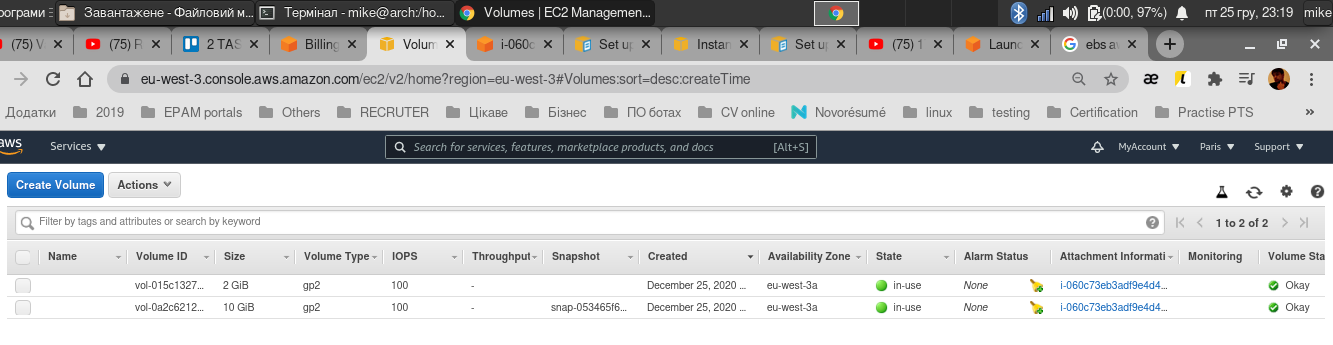 рограми
Завантажене - Файловий м...
Термінал - mike@arch:/ho...
Volumes | EC2 Managemen...
(0:00, 97%)
пт 25 гру, 23:19
mike
(75) V
(75) R
2 TAS
Billing
Volum
i-060c
Set up
Instan
Set up
(75) 1
Launc
ebs av
eu-west-3.console.aws.amazon.com/ec2/v2/home?region=eu-west-3#Volumes:sort=desc:createTime
Додатки
2019
EPAM portals
Others
RECRUTER
Цікаве
Бізнес
ПО ботах
CV online
Novorésumé
linux
testing
Certification
Practise PTS
»
aws
Services
Search for services, features, marketplace products, and docs
[Alt+S]
MyAccount
Paris
Support
Create Volume
Actions
Filter by tags and attributes or search by keyword
1 to 2 of 2
Name Volume ID Size Volume Type IOPS Throughput Snapshot Created Availability Zone State Alarm Status Attachment Informati Monitoring Volume Sta
vol-015c1327... 2 GiB gp2 100 - December 25, 2020 ... eu-west-3a in-use None i-060c73eb3adf9e4d4... Okay
vol-0a2c6212... 10 GiB gp2 100 - snap-053465f6... December 25, 2020 ... eu-west-3a in-use None i-060c73eb3adf9e4d4... Okay